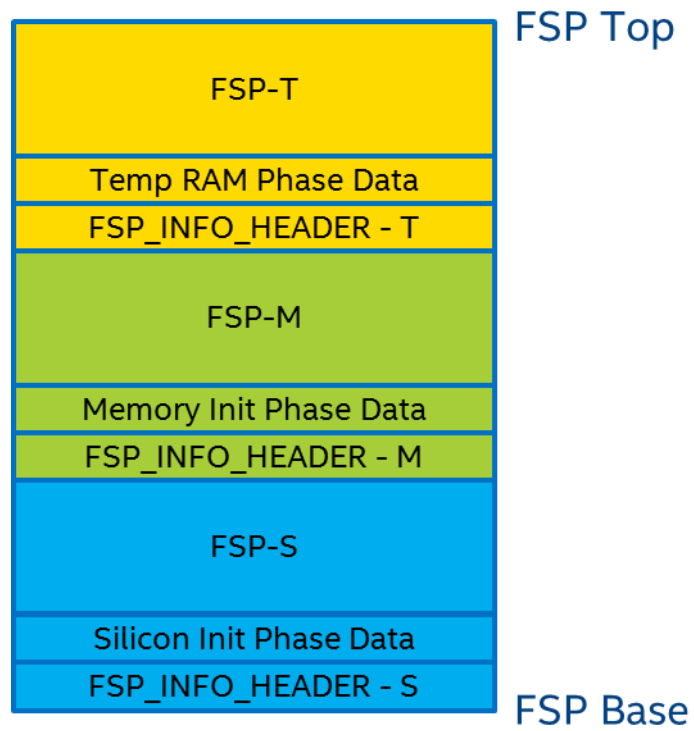 FSP Top
FSP-T
Temp RAM Phase Data
FSP_INFO_HEADER - T
FSP-M
Memory Init Phase Data
FSP_INFO_HEADER - M
FSP-S
Silicon Init Phase Data
FSP_INFO_HEADER - S
FSP Base